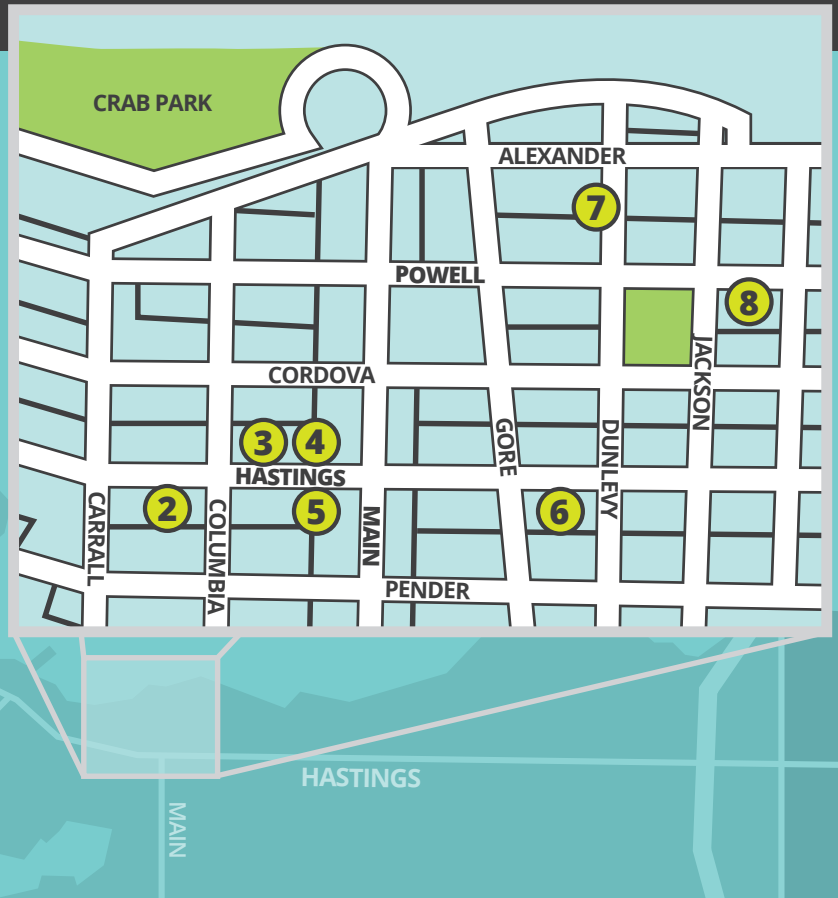 CRAB PARK
ALEXANDER
7
POWELL
8
JACKSON
CORDOVA
GORE
DUNLEVY
3
4
HASTINGS
2
5
6
CARRALL
COLUMBIA
MAIN
PENDER
HASTINGS
MAIN